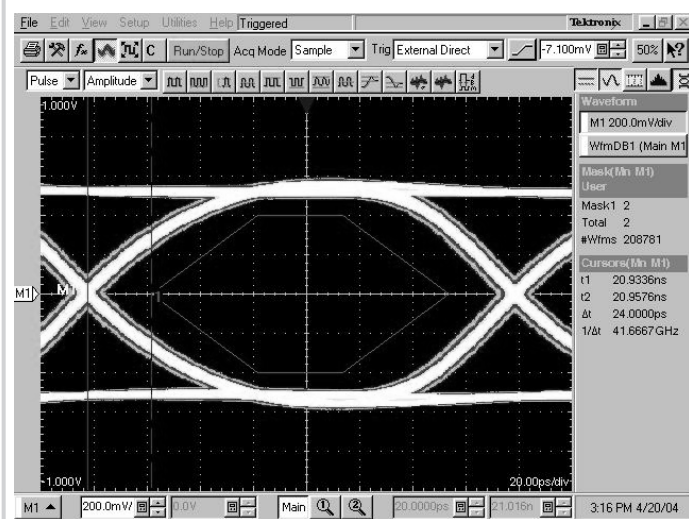 File Edit View Setup Utilities Help Triggered Tektronix
C Run/Stop Acq Mode Sample Trig External Direct -7.100mV 50%
Pulse Amplitude
1.000V
Waveform
M1 200.0mV/div
WfmDB1 (Main M1
Mask(Mn M1)
User
Mask1 2
Total 2
#Wfms 208781
Cursors(Mn M1)
t1 20.9336ns
t2 20.9576ns
Δt 24.0000ps
1/Δt 41.6667GHz
M1
M1
1
-1.000V
20.00ps/div
M1 200.0mV/ 0.0V Main 1 2 20.0000ps 21.016n 3:16 PM 4/20/04